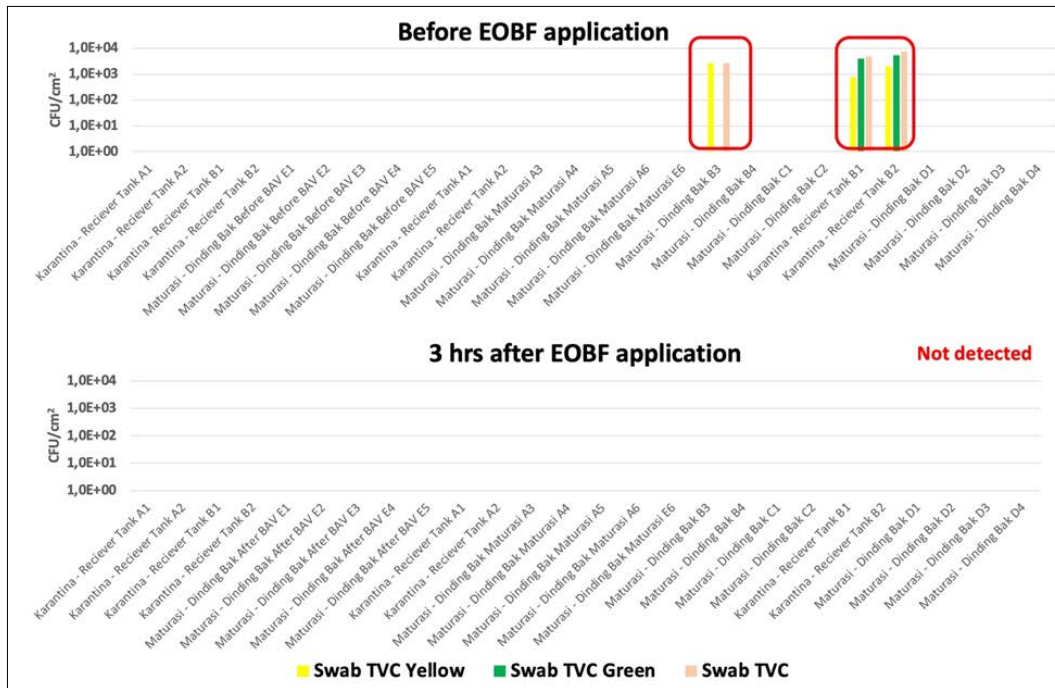 Before EOBF application
1,0E+04
1,0E+03
1,0E+02
1,0E+01
1,0E+00
CFU/cm²
Karantina - Reciever Tank A1
Karantina - Reciever Tank A2
Karantina - Reciever Tank B1
Karantina - Reciever Tank B2
Maturasi - Dinding Bak Before BAV E1
Maturasi - Dinding Bak Before BAV E2
Maturasi - Dinding Bak Before BAV E3
Maturasi - Dinding Bak Before BAV E4
Maturasi - Dinding Bak Before BAV E5
Karantina - Reciever Tank A1
Karantina - Reciever Tank A2
Maturasi - Dinding Bak Maturasi A3
Maturasi - Dinding Bak Maturasi A4
Maturasi - Dinding Bak Maturasi A5
Maturasi - Dinding Bak Maturasi A6
Maturasi - Dinding Bak Maturasi E6
Maturasi - Dinding Bak B3
Maturasi - Dinding Bak B4
Maturasi - Dinding Bak C1
Maturasi - Dinding Bak C2
Karantina - Reciever Tank B1
Karantina - Reciever Tank B2
Maturasi - Dinding Bak D1
Maturasi - Dinding Bak D2
Maturasi - Dinding Bak D3
Maturasi - Dinding Bak D4
3 hrs after EOBF application
Not detected
1,0E+04
1,0E+03
1,0E+02
1,0E+01
1,0E+00
CFU/cm²
Karantina - Reciever Tank A1
Karantina - Reciever Tank A2
Karantina - Reciever Tank B1
Karantina - Reciever Tank B2
Maturasi - Dinding Bak After BAV E1
Maturasi - Dinding Bak After BAV E2
Maturasi - Dinding Bak After BAV E3
Maturasi - Dinding Bak After BAV E4
Maturasi - Dinding Bak After BAV E5
Karantina - Reciever Tank A1
Karantina - Reciever Tank A2
Maturasi - Dinding Bak Maturasi A3
Maturasi - Dinding Bak Maturasi A4
Maturasi - Dinding Bak Maturasi A5
Maturasi - Dinding Bak Maturasi A6
Maturasi - Dinding Bak Maturasi E6
Maturasi - Dinding Bak B3
Maturasi - Dinding Bak B4
Maturasi - Dinding Bak C1
Maturasi - Dinding Bak C2
Karantina - Reciever Tank B1
Karantina - Reciever Tank B2
Maturasi - Dinding Bak D1
Maturasi - Dinding Bak D2
Maturasi - Dinding Bak D3
Maturasi - Dinding Bak D4
Swab TVC Yellow
Swab TVC Green
Swab TVC